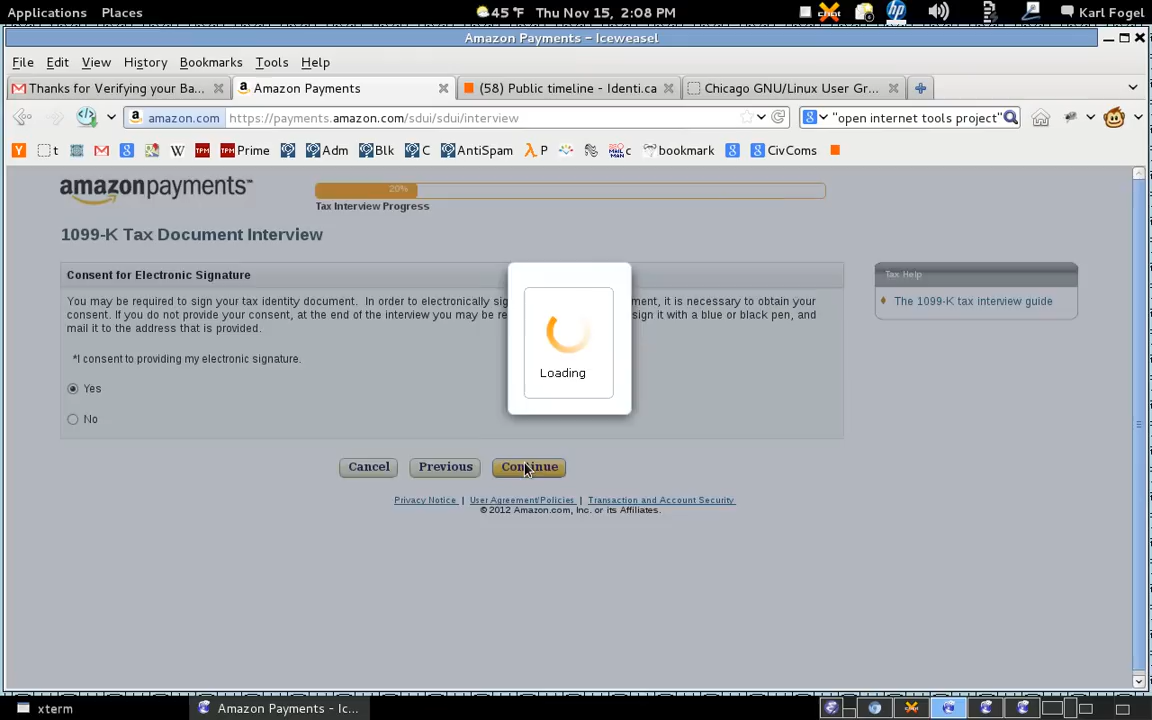 Applications Places 45 °F Thu Nov 15, 2:08 PM Karl Fogel
Amazon Payments - Iceweasel
File Edit View History Bookmarks Tools Help
Thanks for Verifying your Ba... Amazon Payments (58) Public timeline - Identi.ca Chicago GNU/Linux User Gr...
amazon.com https://payments.amazon.com/sdui/sdui/interview "open internet tools project"
t W TPM TPM Prime Adm Blk C AntiSpam P c bookmark CivComs
amazonpayments™ 20%
Tax Interview Progress
1099-K Tax Document Interview
Consent for Electronic Signature
You may be required to sign your tax identity document. In order to electronically sig ment, it is necessary to obtain your
consent. If you do not provide your consent, at the end of the interview you may be re sign it with a blue or black pen, and
mail it to the address that is provided.
*I consent to providing my electronic signature.
Yes
No
Loading
Tax Help
The 1099-K tax interview guide
Cancel Previous Continue
Privacy Notice | User Agreement/Policies | Transaction and Account Security
© 2012 Amazon.com, Inc. or its Affiliates.
xterm Amazon Payments - Ic...